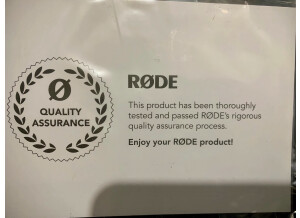 Ø
QUALITY
ASSURANCE
RØDE
This product has been thoroughly
tested and passed RØDE's rigorous
quality assurance process.
Enjoy your RØDE product!